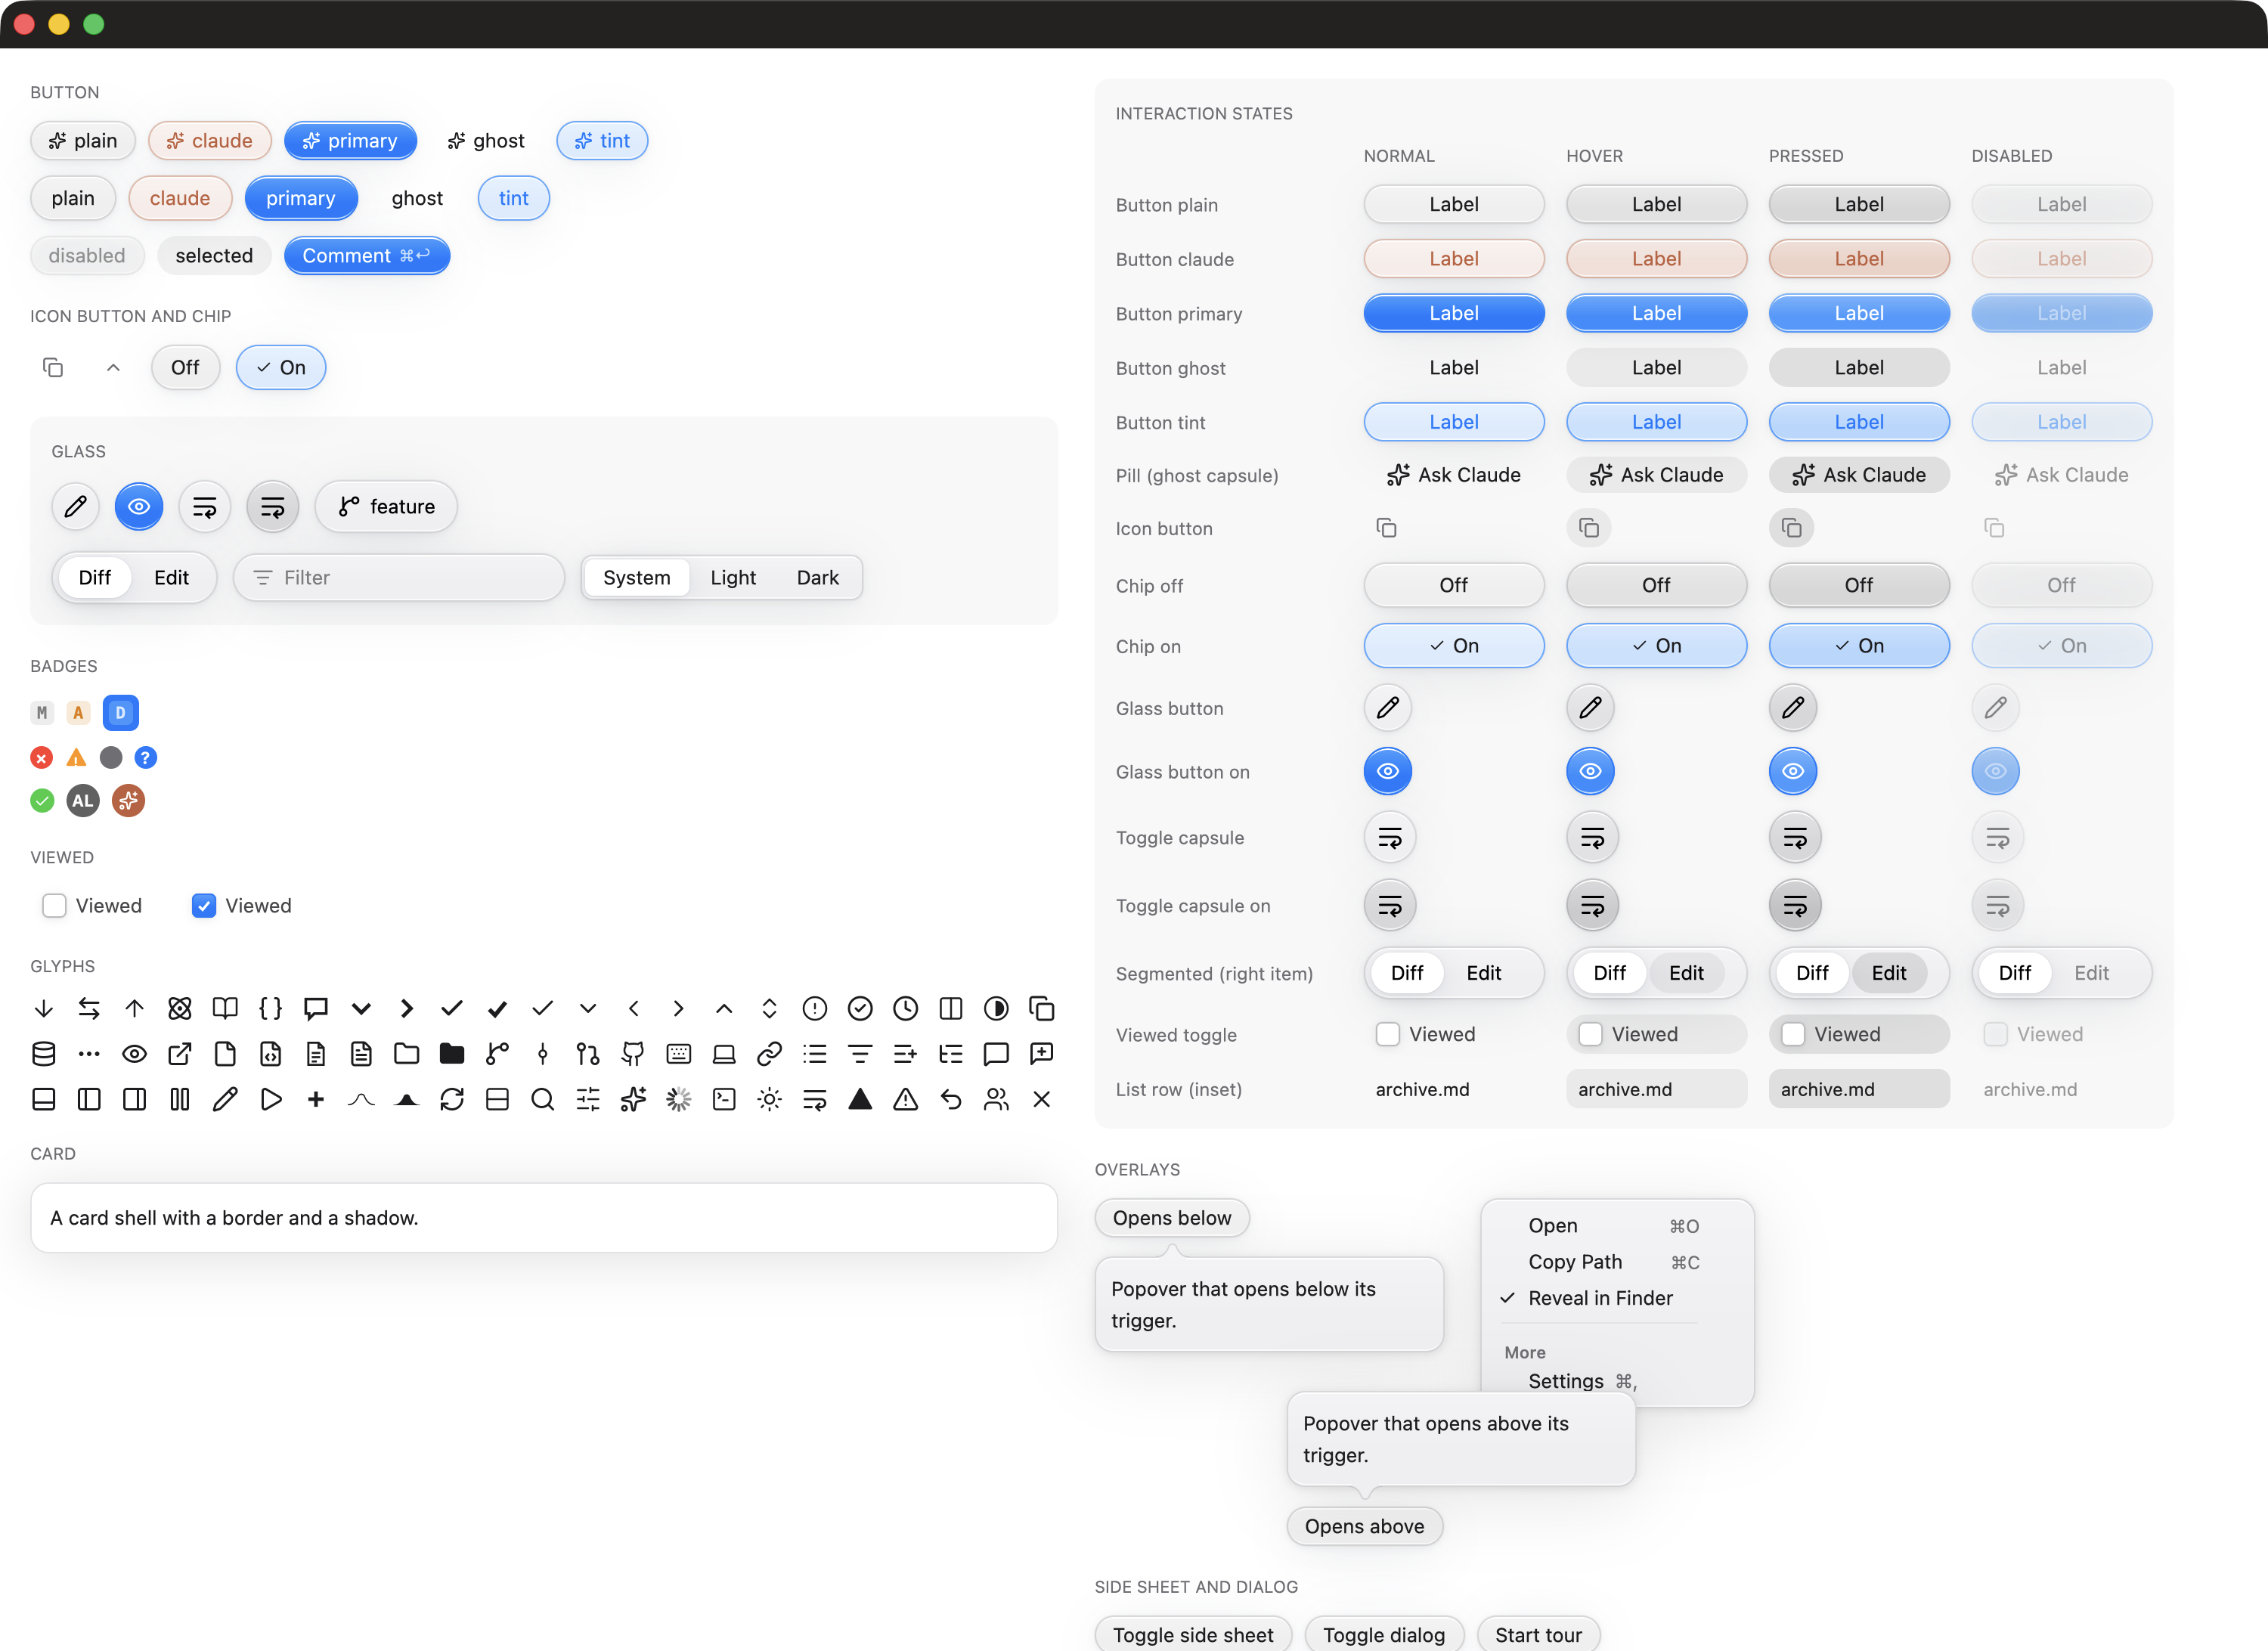 BUTTON
plain claude primary ghost tint
plain claude primary ghost tint
disabled selected Comment ⌘↩
ICON BUTTON AND CHIP
Off ✓ On
GLASS
feature
Diff Edit Filter System Light Dark
BADGES
M A D
?
AL
VIEWED
Viewed Viewed
GLYPHS
CARD
A card shell with a border and a shadow.
INTERACTION STATES
NORMAL HOVER PRESSED DISABLED
Button plain Label Label Label Label
Button claude Label Label Label Label
Button primary Label Label Label Label
Button ghost Label Label Label Label
Button tint Label Label Label Label
Pill (ghost capsule) Ask Claude Ask Claude Ask Claude Ask Claude
Icon button
Chip off Off Off Off Off
Chip on ✓ On ✓ On ✓ On ✓ On
Glass button
Glass button on
Toggle capsule
Toggle capsule on
Segmented (right item) Diff Edit Diff Edit Diff Edit Diff Edit
Viewed toggle Viewed Viewed Viewed Viewed
List row (inset) archive.md archive.md archive.md archive.md
OVERLAYS
Opens below
Popover that opens below its
trigger.
Open ⌘O
Copy Path ⌘C
✓ Reveal in Finder
More
Settings ⌘,
Popover that opens above its
trigger.
Opens above
SIDE SHEET AND DIALOG
Toggle side sheet Toggle dialog Start tour